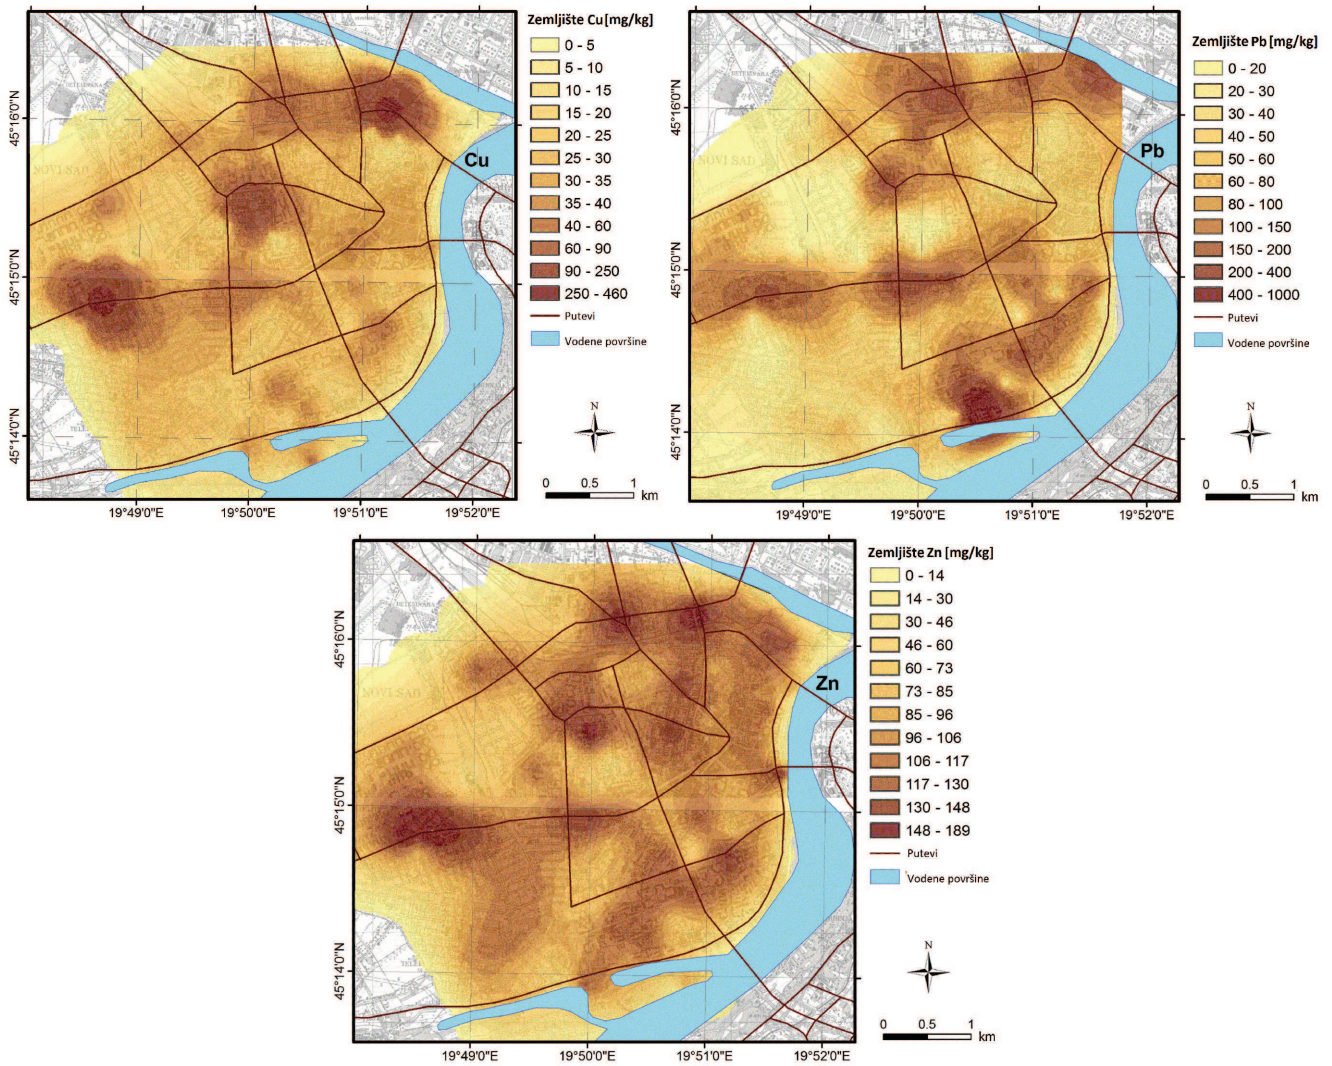 Zemljište Cu [mg/kg]
0 - 5
5 - 10
10 - 15
15 - 20
20 - 25
25 - 30
30 - 35
35 - 40
40 - 60
60 - 90
90 - 250
250 - 460
Putevi
Vodene površine
N
0 0.5 1
km
Cu
NOVI SAD
45°16'0"N
45°15'0"N
45°14'0"N
19°49'0"E 19°50'0"E 19°51'0"E 19°52'0"E
Zemljište Pb [mg/kg]
0 - 20
20 - 30
30 - 40
40 - 50
50 - 60
60 - 80
80 - 100
100 - 150
150 - 200
200 - 400
400 - 1000
Putevi
Vodene površine
N
0 0.5 1
km
Pb
NOVI SAD
45°16'0"N
45°15'0"N
45°14'0"N
19°49'0"E 19°50'0"E 19°51'0"E 19°52'0"E
Zemljište Zn [mg/kg]
0 - 14
14 - 30
30 - 46
46 - 60
60 - 73
73 - 85
85 - 96
96 - 106
106 - 117
117 - 130
130 - 148
148 - 189
Putevi
Vodene površine
N
0 0.5 1
km
Zn
NOVI SAD
45°16'0"N
45°15'0"N
45°14'0"N
19°49'0"E 19°50'0"E 19°51'0"E 19°52'0"E